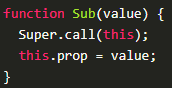 function Sub(value) {
  Super.call(this);
  this.prop = value;
}